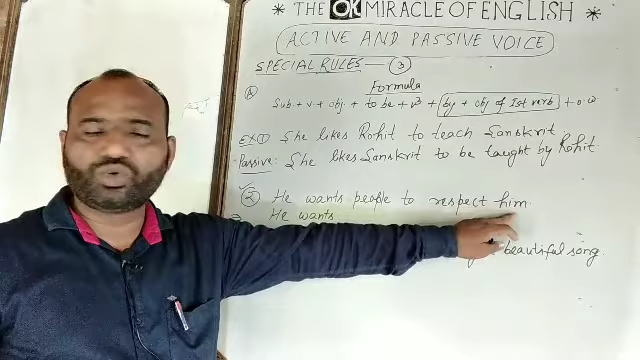 * THE OK MIRACLE OF ENGLISH *
ACTIVE AND PASSIVE VOICE
SPECIAL RULES — ③
Ⓐ Formula
Sub + v + obj + to be + v³ + by + obj of Ist verb + o.w
EX① She likes Rohit to teach Sanskrit
Passive: She likes Sanskrit to be taught by Rohit.
② He wants people to respect him.
⇒ He wants
beautiful song.